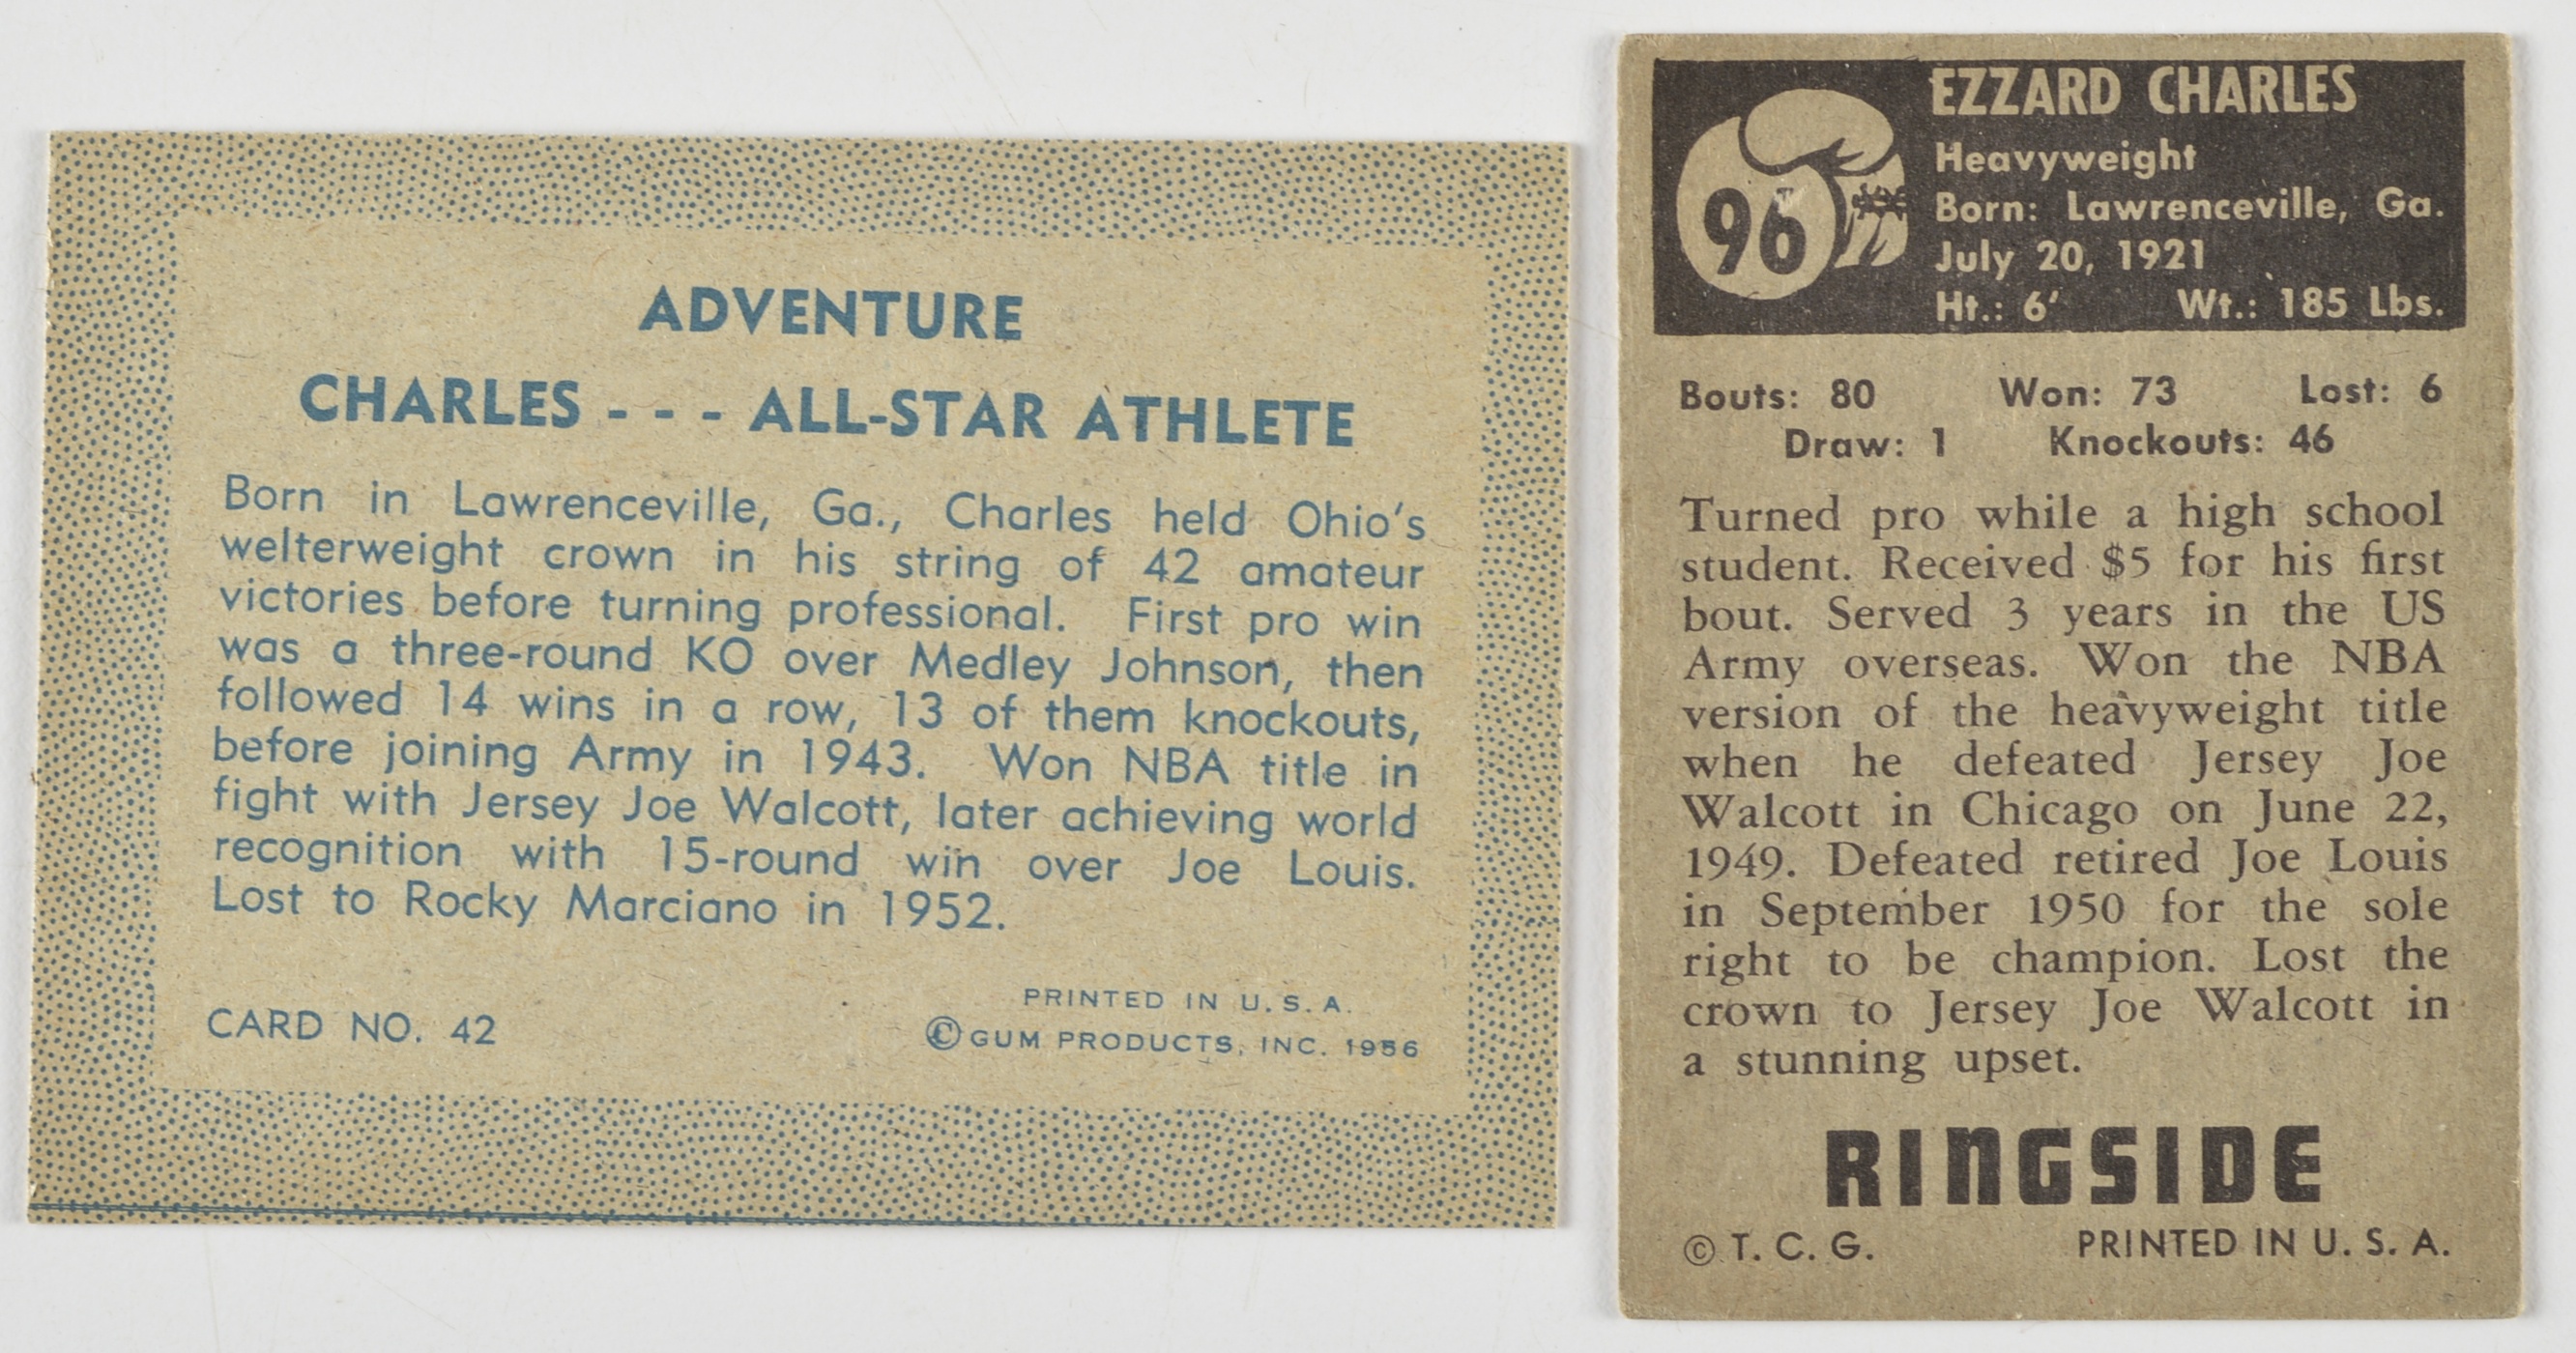 ADVENTURE
CHARLES - - - ALL-STAR ATHLETE
Born in Lawrenceville, Ga., Charles held Ohio's
welterweight crown in his string of 42 amateur
victories before turning professional. First pro win
was a three-round KO over Medley Johnson, then
followed 14 wins in a row, 13 of them knockouts,
before joining Army in 1943. Won NBA title in
fight with Jersey Joe Walcott, later achieving world
recognition with 15-round win over Joe Louis.
Lost to Rocky Marciano in 1952.
PRINTED IN U. S. A.
CARD NO. 42
© GUM PRODUCTS, INC. 1956
96
EZZARD CHARLES
Heavyweight
Born: Lawrenceville, Ga.
July 20, 1921
Ht.: 6' Wt.: 185 Lbs.
Bouts: 80 Won: 73 Lost: 6
Draw: 1 Knockouts: 46
Turned pro while a high school
student. Received $5 for his first
bout. Served 3 years in the US
Army overseas. Won the NBA
version of the heavyweight title
when he defeated Jersey Joe
Walcott in Chicago on June 22,
1949. Defeated retired Joe Louis
in September 1950 for the sole
right to be champion. Lost the
crown to Jersey Joe Walcott in
a stunning upset.
RINGSIDE
© T. C. G. PRINTED IN U. S. A.